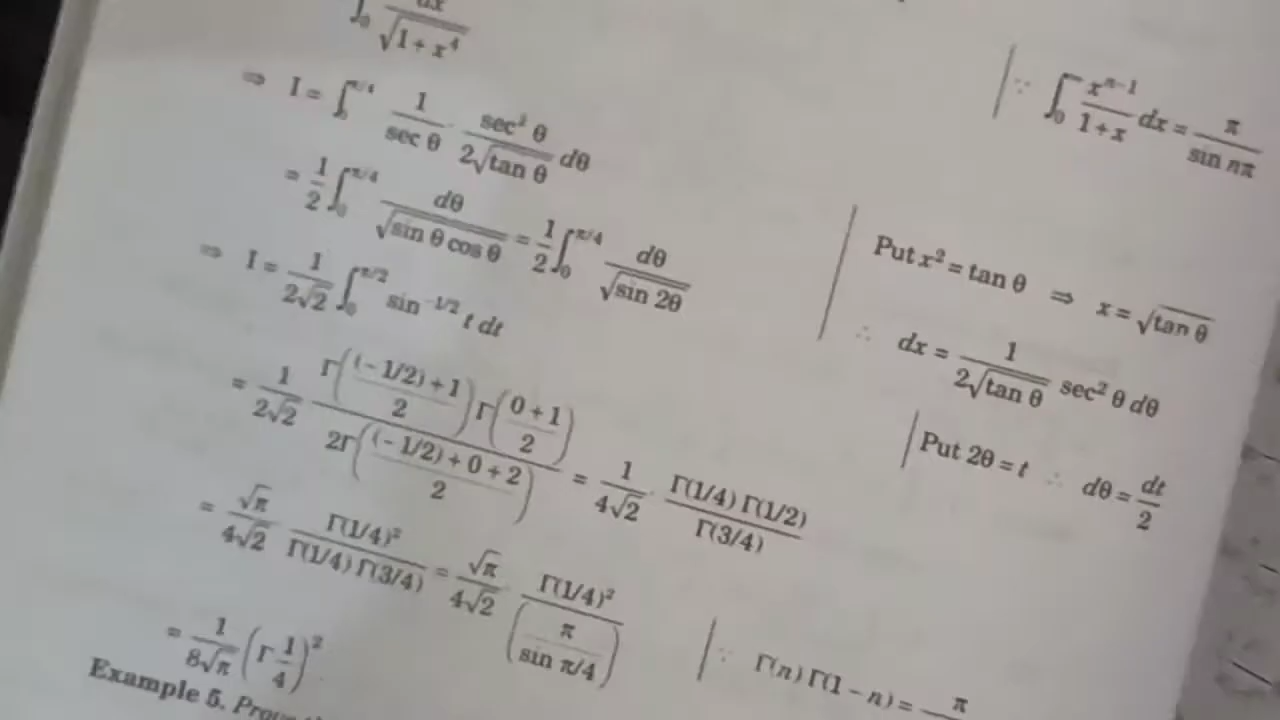 ∫₀ dx/√(1 + x⁴)
∵ ∫₀ xⁿ⁻¹/(1 + x) dx = π/(sin nπ)
⇒ I = ∫₀^(π/4) 1/(sec θ) · sec² θ/(2√(tan θ)) dθ
Put x² = tan θ ⇒ x = √(tan θ)
= 1/2 ∫₀^(π/4) dθ/√(sin θ cos θ) = 1/2 ∫₀^(π/4) dθ/√(sin 2θ)
∴ dx = 1/(2√(tan θ)) sec² θ dθ
⇒ I = 1/(2√2) ∫₀^(π/2) sin^(-1/2) t dt
Put 2θ = t ∴ dθ = dt/2
= 1/(2√2) Γ(((- 1/2) + 1)/2) Γ((0 + 1)/2) / 2Γ(((- 1/2) + 0 + 2)/2) = 1/(4√2) · Γ(1/4) Γ(1/2)/Γ(3/4)
= √π/(4√2) · Γ(1/4)²/(Γ(1/4) Γ(3/4)) = √π/(4√2) · Γ(1/4)²/(π/(sin π/4))
∵ Γ(n) Γ(1 - n) = π
= 1/(8√π) (Γ 1/4)²
Example 5. Prove